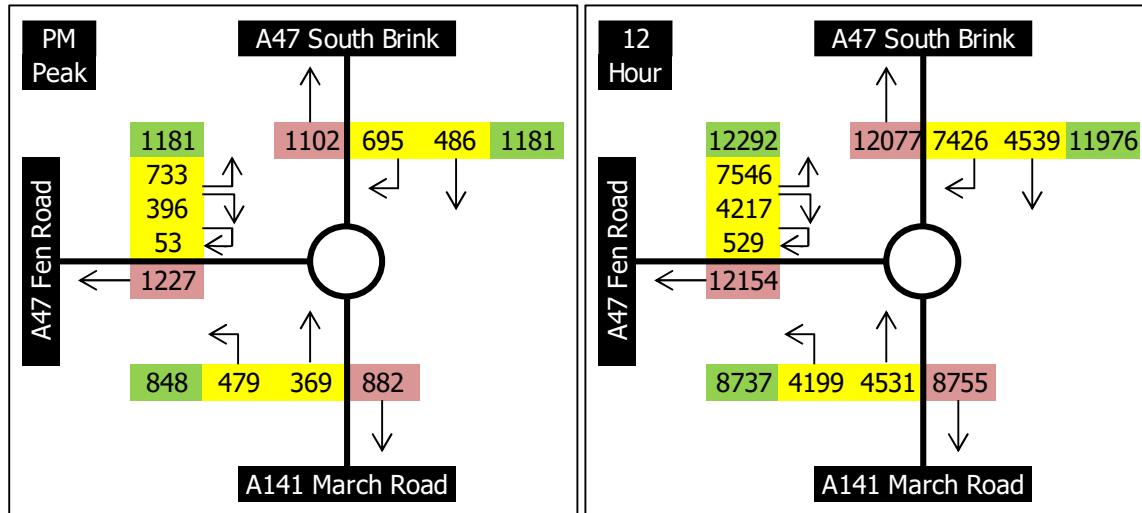 PM
Peak
A47 South Brink
1181
1102 695 486 1181
733
396
53
A47 Fen Road
1227
848 479 369 882
A141 March Road
12
Hour
A47 South Brink
12292
12077 7426 4539 11976
7546
4217
529
A47 Fen Road
12154
8737 4199 4531 8755
A141 March Road